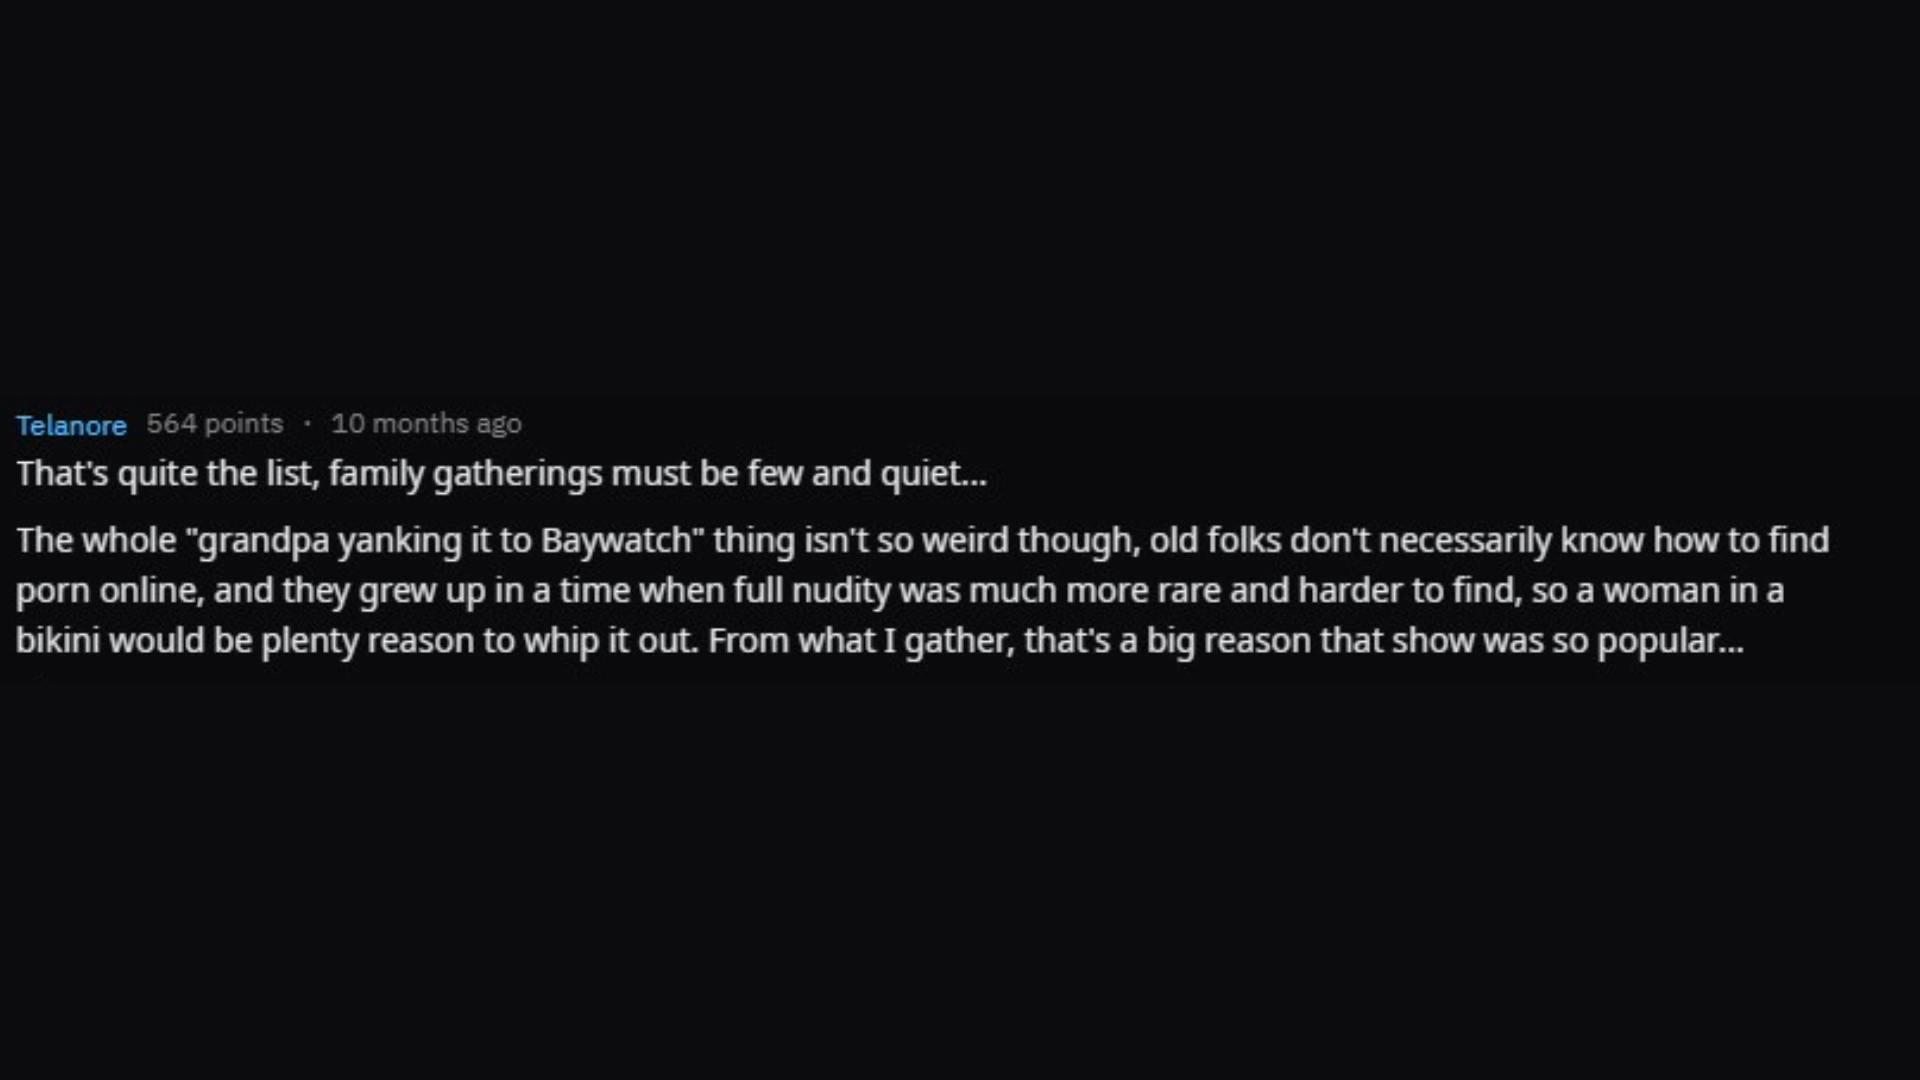 Telanore 564 points · 10 months ago
That's quite the list, family gatherings must be few and quiet...
The whole "grandpa yanking it to Baywatch" thing isn't so weird though, old folks don't necessarily know how to find
porn online, and they grew up in a time when full nudity was much more rare and harder to find, so a woman in a
bikini would be plenty reason to whip it out. From what I gather, that's a big reason that show was so popular...